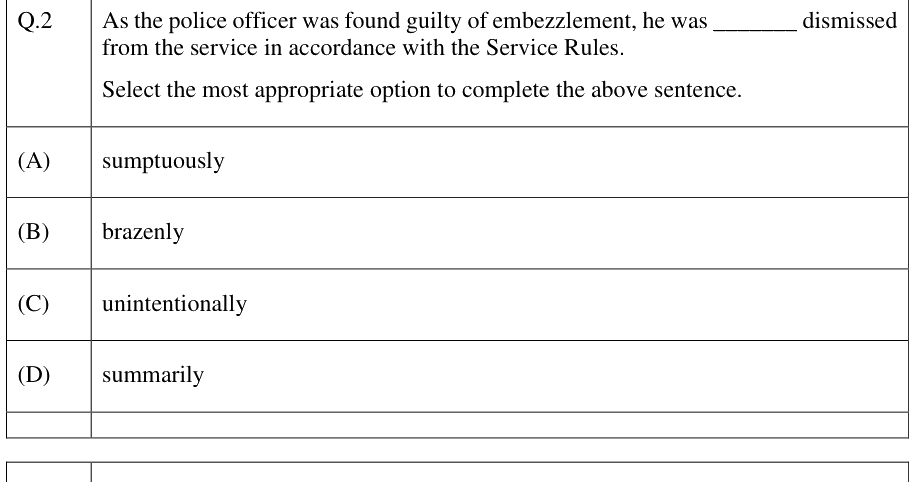 Q.2 As the police officer was found guilty of embezzlement, he was _______ dismissed
from the service in accordance with the Service Rules.
Select the most appropriate option to complete the above sentence.
(A) sumptuously
(B) brazenly
(C) unintentionally
(D) summarily